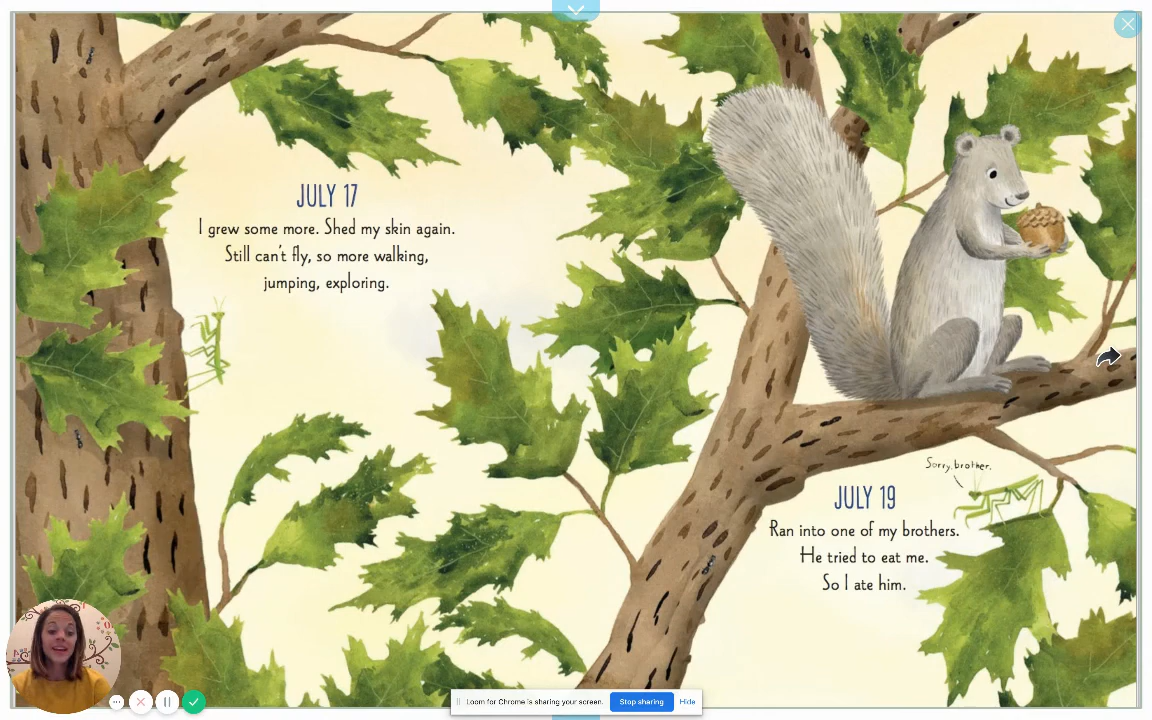 JULY 17
I grew some more. Shed my skin again.
Still can't fly, so more walking,
jumping, exploring.
Sorry, brother.
JULY 19
Ran into one of my brothers.
He tried to eat me.
So I ate him.
Loom for Chrome is sharing your screen.
Stop sharing
Hide